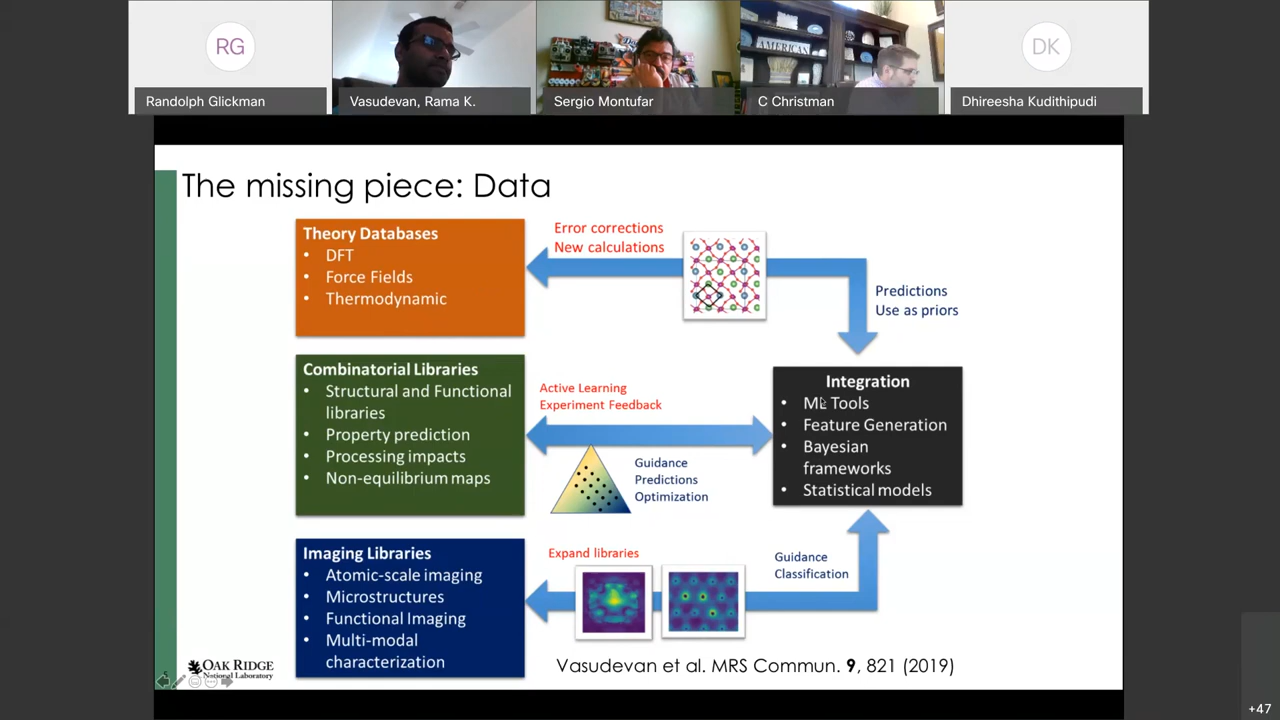 RG
DK
Randolph Glickman
Vasudevan, Rama K.
Sergio Montufar
AMERICAN
C Christman
Dhireesha Kudithipudi
The missing piece: Data
Theory Databases
• DFT
• Force Fields
• Thermodynamic
Error corrections
New calculations
Predictions
Use as priors
Combinatorial Libraries
• Structural and Functional
libraries
• Property prediction
• Processing impacts
• Non-equilibrium maps
Active Learning
Experiment Feedback
Guidance
Predictions
Optimization
Integration
• ML Tools
• Feature Generation
• Bayesian
frameworks
• Statistical models
Imaging Libraries
• Atomic-scale imaging
• Microstructures
• Functional Imaging
• Multi-modal
characterization
Expand libraries
Guidance
Classification
OAK RIDGE
National Laboratory
Vasudevan et al. MRS Commun. 9, 821 (2019)
+47